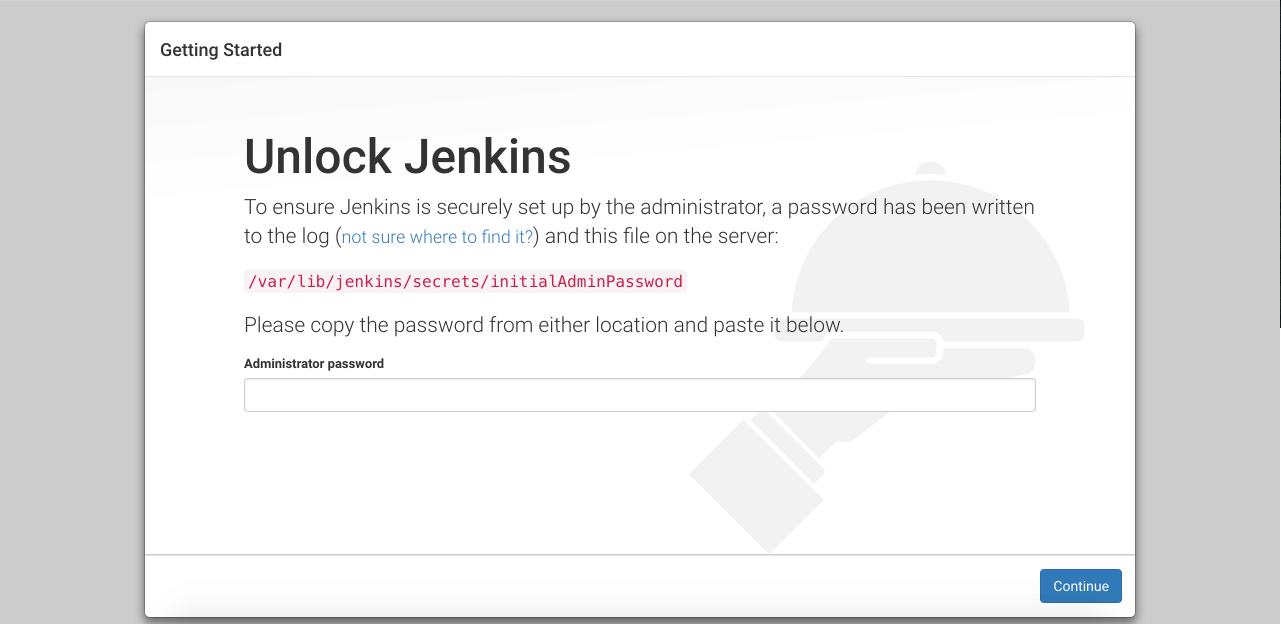 Getting Started
Unlock Jenkins
To ensure Jenkins is securely set up by the administrator, a password has been written
to the log (not sure where to find it?) and this file on the server:
/var/lib/jenkins/secrets/initialAdminPassword
Please copy the password from either location and paste it below.
Administrator password
Continue